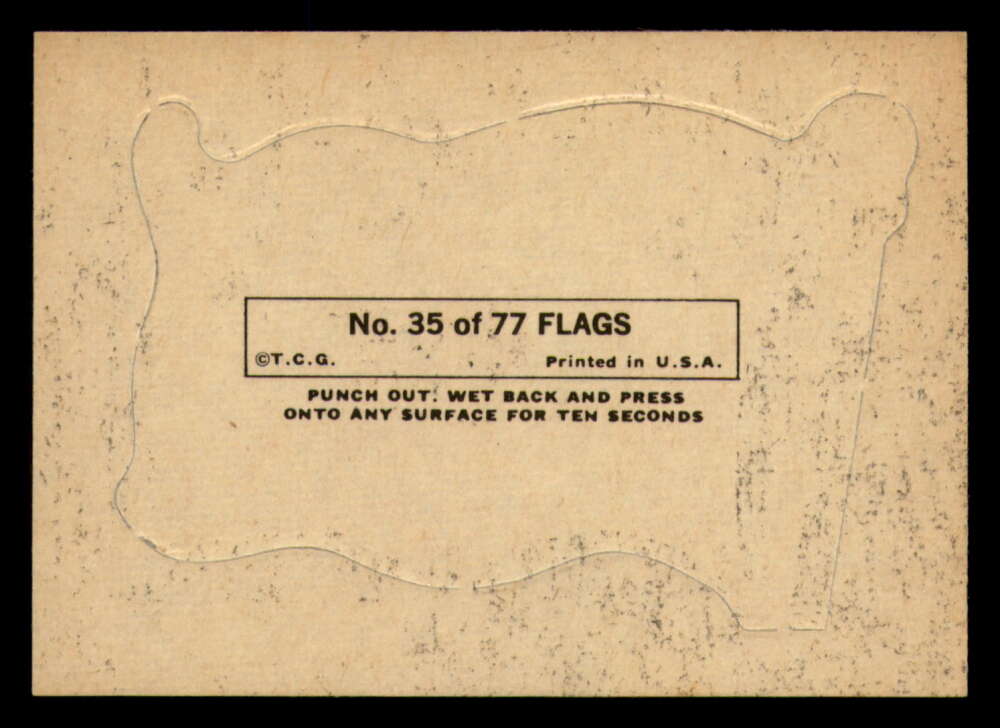 No. 35 of 77 FLAGS
©T.C.G. Printed in U.S.A.
PUNCH OUT. WET BACK AND PRESS
ONTO ANY SURFACE FOR TEN SECONDS